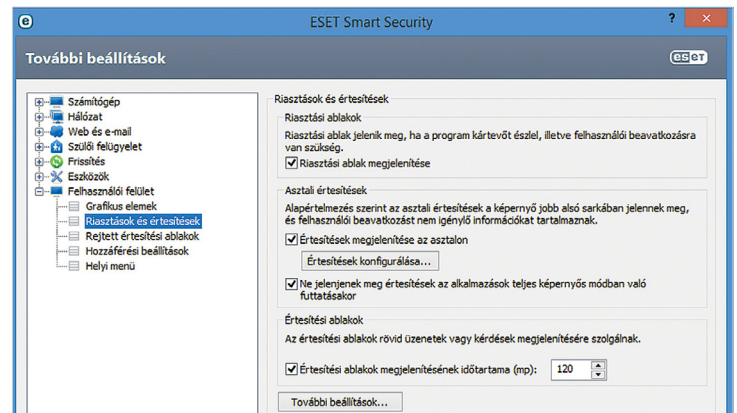 e
ESET Smart Security
?
×
További beállítások
eset
Számítógép
Hálózat
Web és e-mail
Szülői felügyelet
Frissítés
Eszközök
Felhasználói felület
Grafikus elemek
Riasztások és értesítések
Rejtett értesítési ablakok
Hozzáférési beállítások
Helyi menü
Riasztások és értesítések
Riasztási ablakok
Riasztási ablak jelenik meg, ha a program kártevőt észlel, illetve felhasználói beavatkozásra
van szükség.
Riasztási ablak megjelenítése
Asztali értesítések
Alapértelmezés szerint az asztali értesítések a képernyő jobb alsó sarkában jelennek meg,
és felhasználói beavatkozást nem igénylő információkat tartalmaznak.
Értesítések megjelenítése az asztalon
Értesítések konfigurálása...
Ne jelenjenek meg értesítések az alkalmazások teljes képernyős módban való
futtatásakor
Értesítési ablakok
Az értesítési ablakok rövid üzenetek vagy kérdések megjelenítésére szolgálnak.
Értesítési ablakok megjelenítésének időtartama (mp): 120
További beállítások...